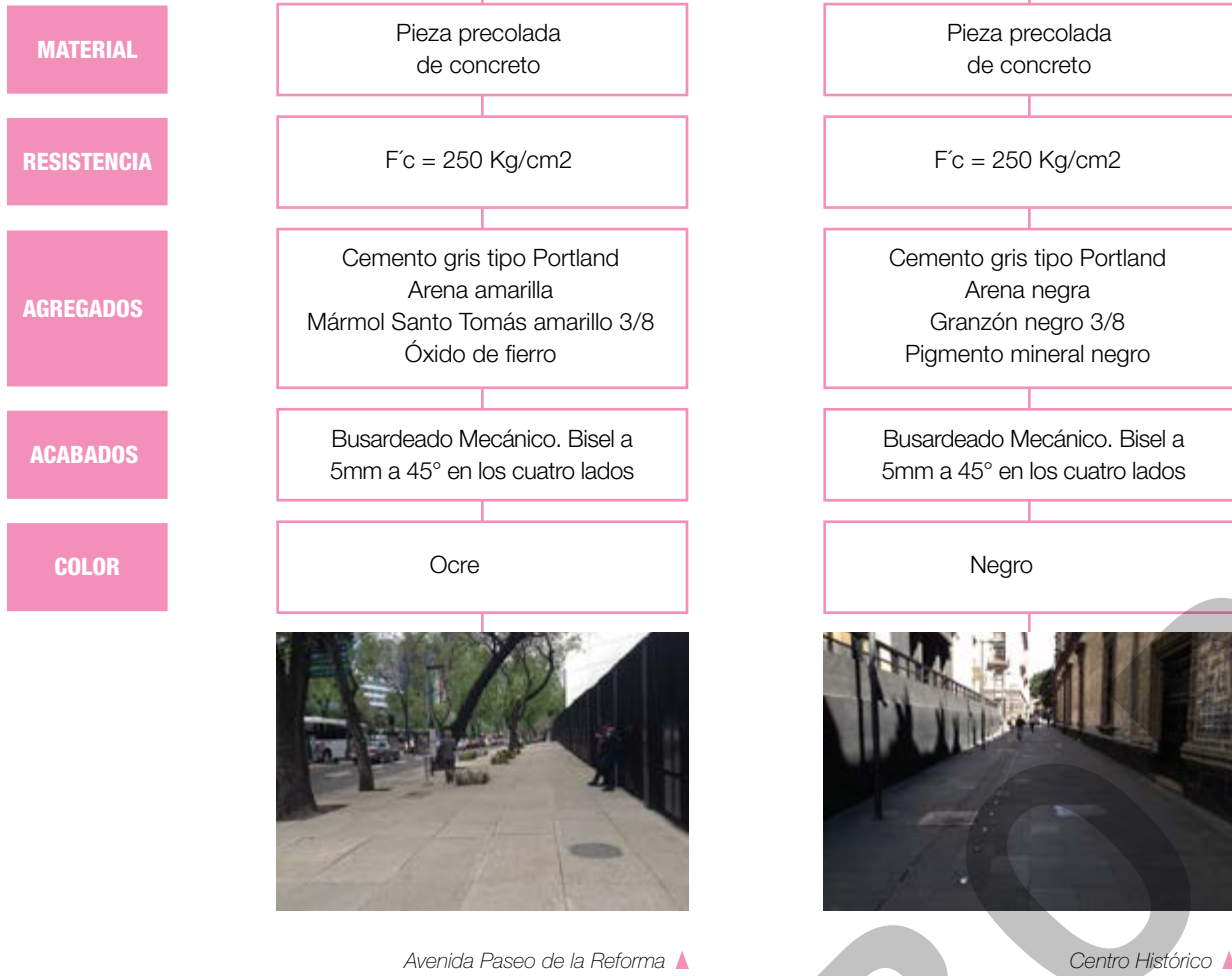 MATERIAL
Pieza precolada
de concreto
Pieza precolada
de concreto
RESISTENCIA
F´c = 250 Kg/cm2
F´c = 250 Kg/cm2
AGREGADOS
Cemento gris tipo Portland
Arena amarilla
Mármol Santo Tomás amarillo 3/8
Óxido de fierro
Cemento gris tipo Portland
Arena negra
Granzón negro 3/8
Pigmento mineral negro
ACABADOS
Busardeado Mecánico. Bisel a
5mm a 45° en los cuatro lados
Busardeado Mecánico. Bisel a
5mm a 45° en los cuatro lados
COLOR
Ocre
Negro
Avenida Paseo de la Reforma
Centro Histórico